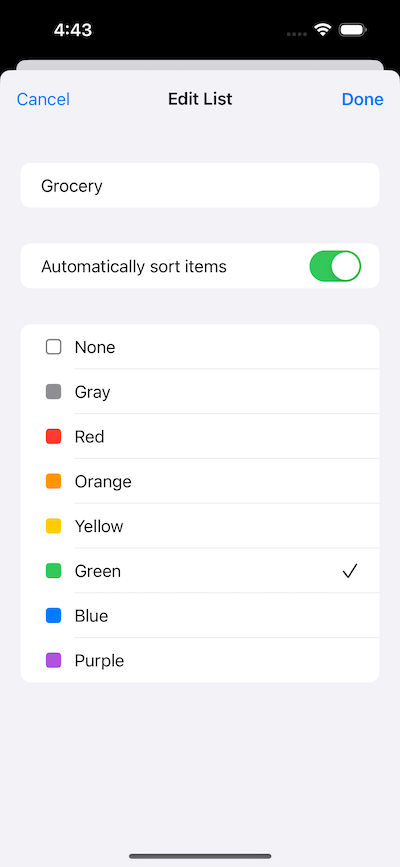 4:43
Cancel Edit List Done
Grocery
Automatically sort items
None
Gray
Red
Orange
Yellow
Green
Blue
Purple